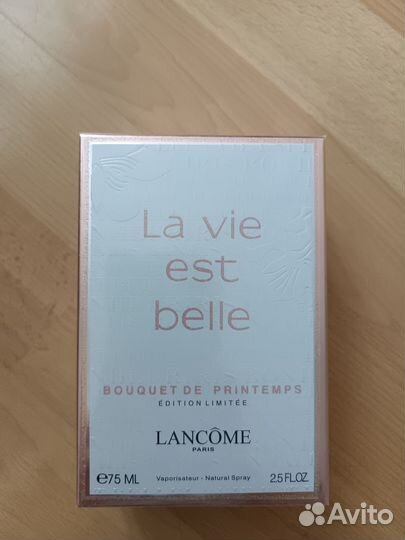 La vie
est
belle
BOUQUET DE PRINTEMPS
ÉDITION LIMITÉE
LANCÔME
PARIS
e75 ML Vaporisateur - Natural Spray 2.5 FL.OZ.
Avito